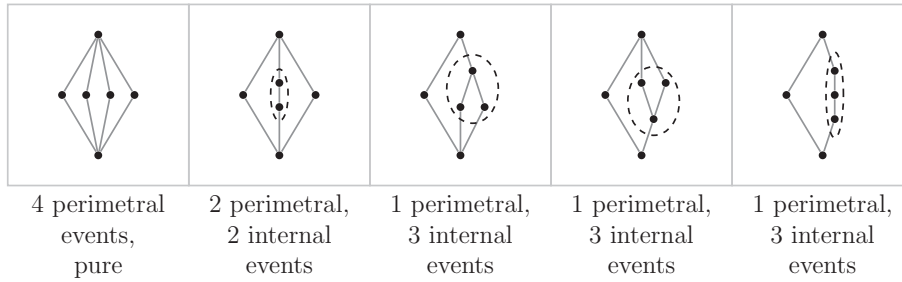 4 perimetral
events,
pure
2 perimetral,
2 internal
events
1 perimetral,
3 internal
events
1 perimetral,
3 internal
events
1 perimetral,
3 internal
events